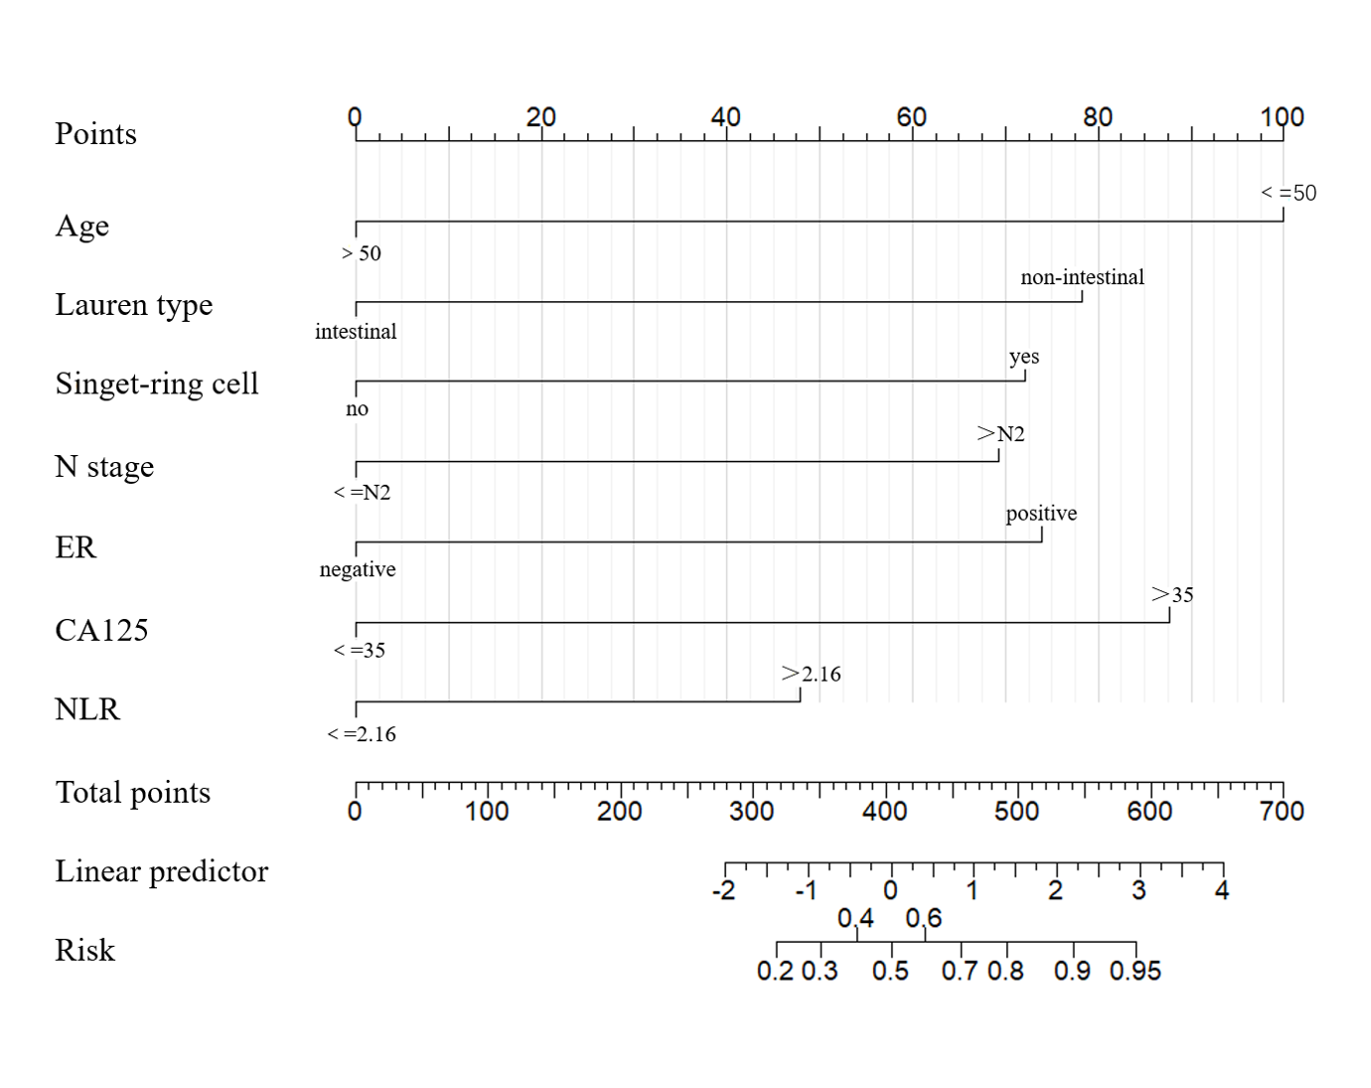 Points
0 20 40 60 80 100
< =50
Age
> 50
non-intestinal
Lauren type
intestinal
yes
Singet-ring cell
no
>N2
N stage
< =N2
positive
ER
negative
>35
CA125
< =35
>2.16
NLR
< =2.16
Total points
0 100 200 300 400 500 600 700
Linear predictor
-2 -1 0 1 2 3 4
0.4 0.6
Risk
0.2 0.3 0.5 0.7 0.8 0.9 0.95